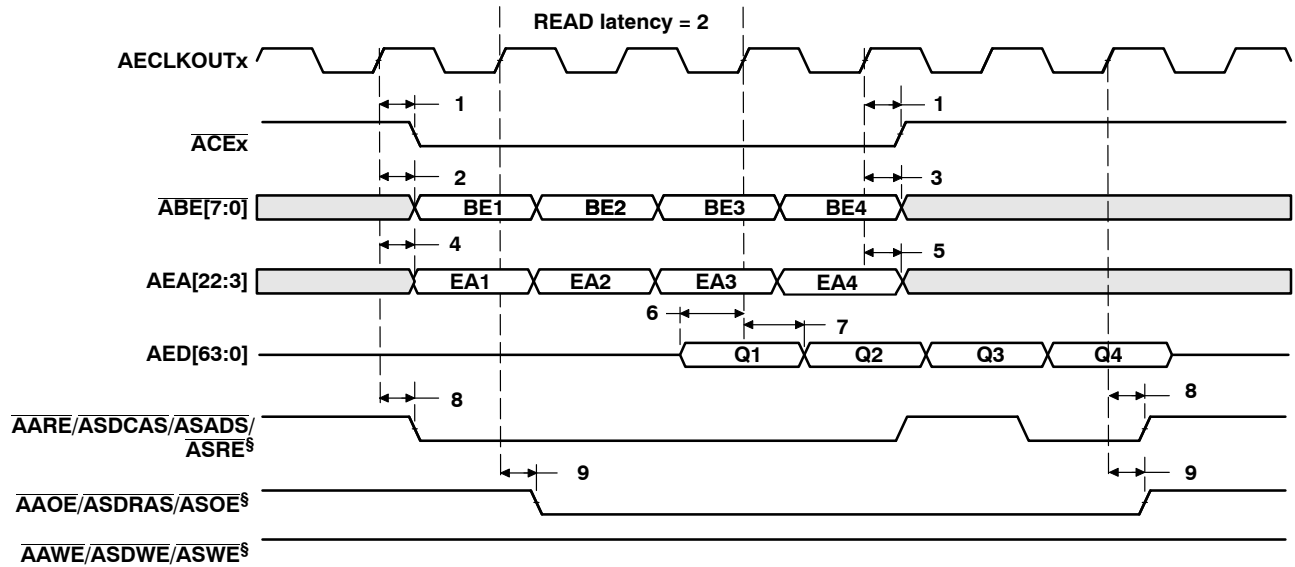 READ latency = 2
AECLKOUTx
1 1
ACEx
2 3
ABE[7:0] BE1 BE2 BE3 BE4
4 5
AEA[22:3] EA1 EA2 EA3 EA4
6 7
AED[63:0] Q1 Q2 Q3 Q4
8 8
AARE/ASDCAS/ASADS/
ASRE§
9 9
AAOE/ASDRAS/ASOE§
AAWE/ASDWE/ASWE§